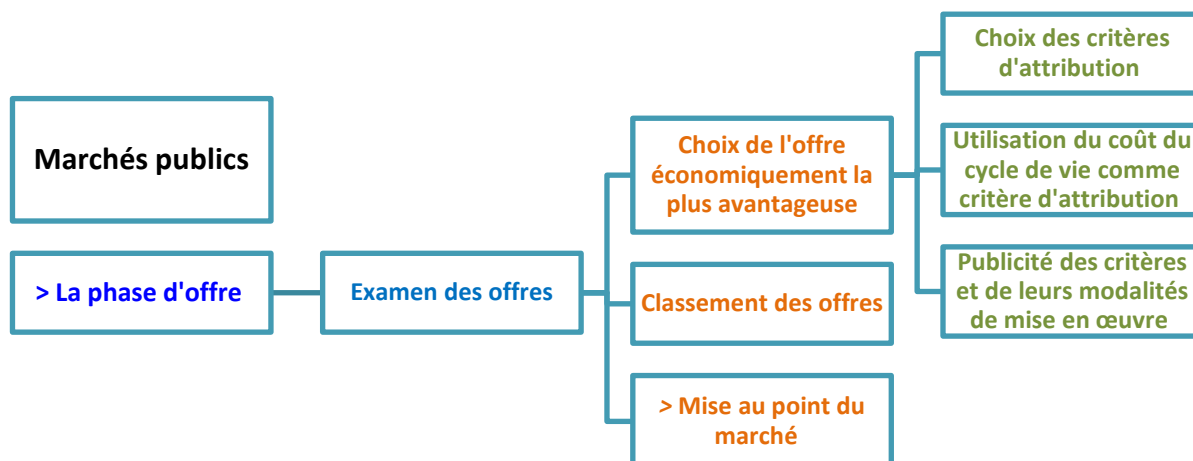 Marchés publics
> La phase d'offre
Examen des offres
Choix de l'offre
économiquement la
plus avantageuse
Classement des offres
> Mise au point du
marché
Choix des critères
d'attribution
Utilisation du coût du
cycle de vie comme
critère d'attribution
Publicité des critères
et de leurs modalités
de mise en œuvre